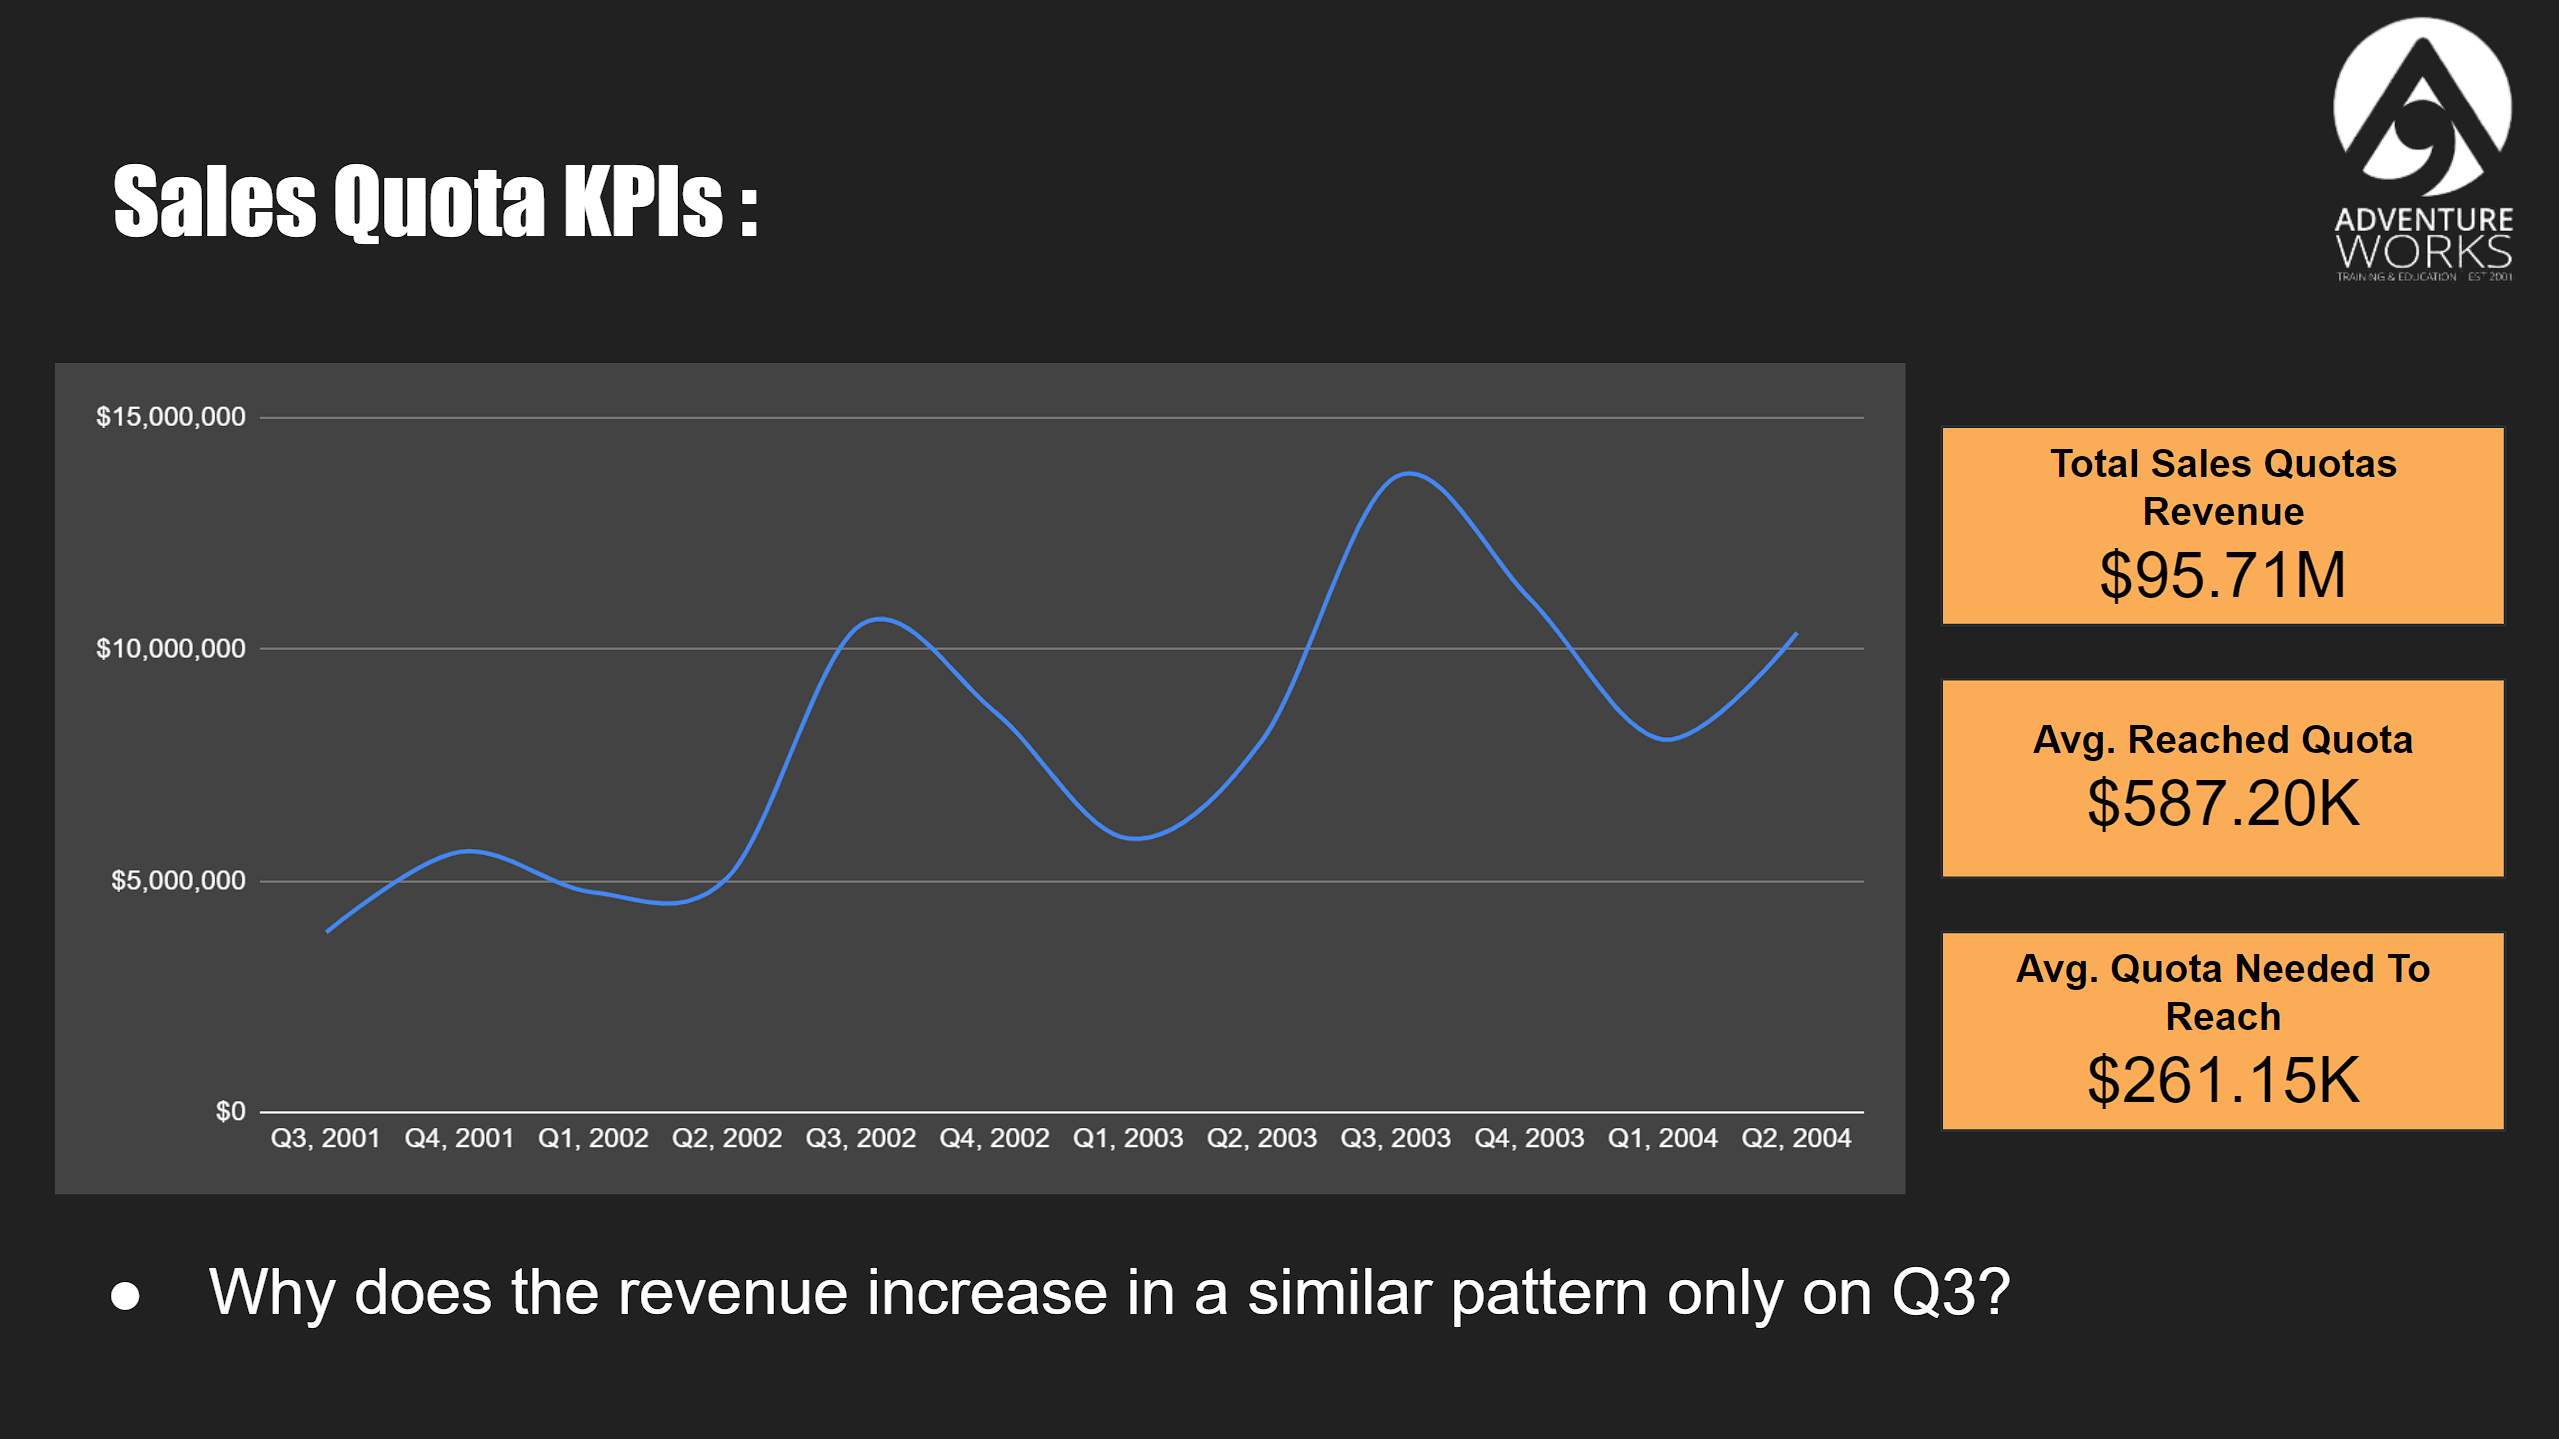 Sales Quota KPIs :
ADVENTURE
WORKS
TRAINING & EDUCATION EST 2001
$15,000,000
$10,000,000
$5,000,000
$0
Q3, 2001 Q4, 2001 Q1, 2002 Q2, 2002 Q3, 2002 Q4, 2002 Q1, 2003 Q2, 2003 Q3, 2003 Q4, 2003 Q1, 2004 Q2, 2004
Total Sales Quotas
Revenue
$95.71M
Avg. Reached Quota
$587.20K
Avg. Quota Needed To
Reach
$261.15K
● Why does the revenue increase in a similar pattern only on Q3?